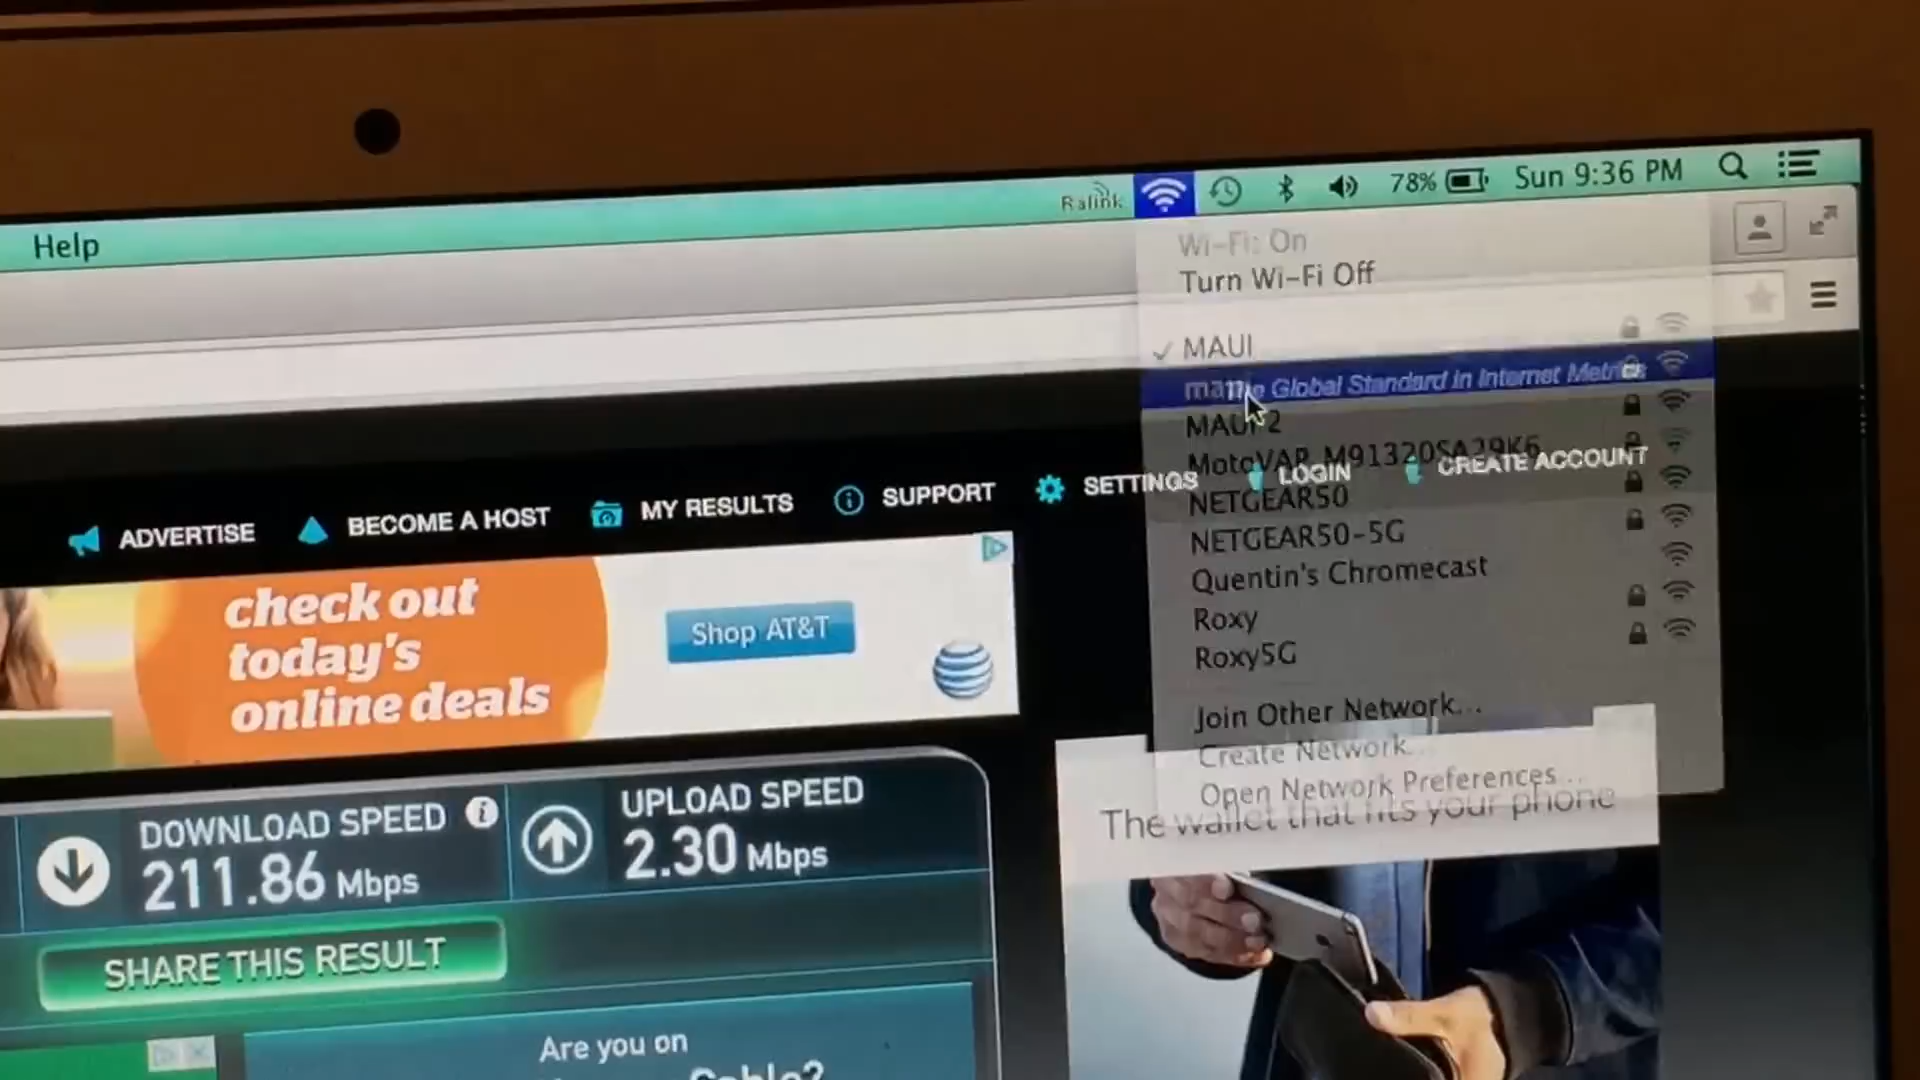 Ralink
78%
Sun 9:36 PM
Help
Wi-Fi: On
Turn Wi-Fi Off
MAUI
Global Standard in Internet Metrics
MAUI 2
MotoVAP_M91320SA29K6
NETGEAR50
NETGEAR50-5G
Quentin's Chromecast
Roxy
Roxy5G
Join Other Network...
Create Network...
Open Network Preferences...
ADVERTISE
BECOME A HOST
MY RESULTS
SUPPORT
SETTINGS
LOGIN
CREATE ACCOUNT
check out
today's
online deals
Shop AT&T
DOWNLOAD SPEED
211.86 Mbps
UPLOAD SPEED
2.30 Mbps
SHARE THIS RESULT
Are you on
The wallet that fits your phone